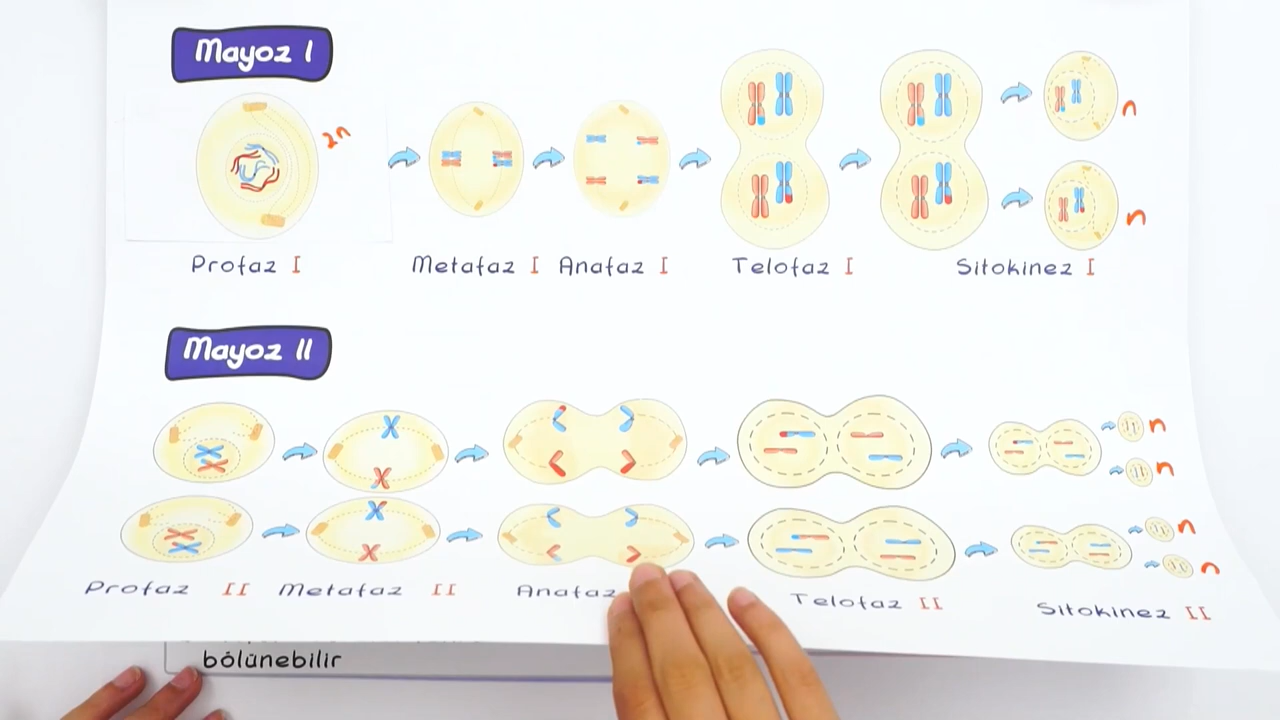 Mayoz I
2n
n
n
Profaz I
Metafaz I
Anafaz I
Telofaz I
Sitokinez I
Mayoz II
n
n
n
n
Profaz II
Metafaz II
Anafaz
Telofaz II
Sitokinez II
bölünebilir